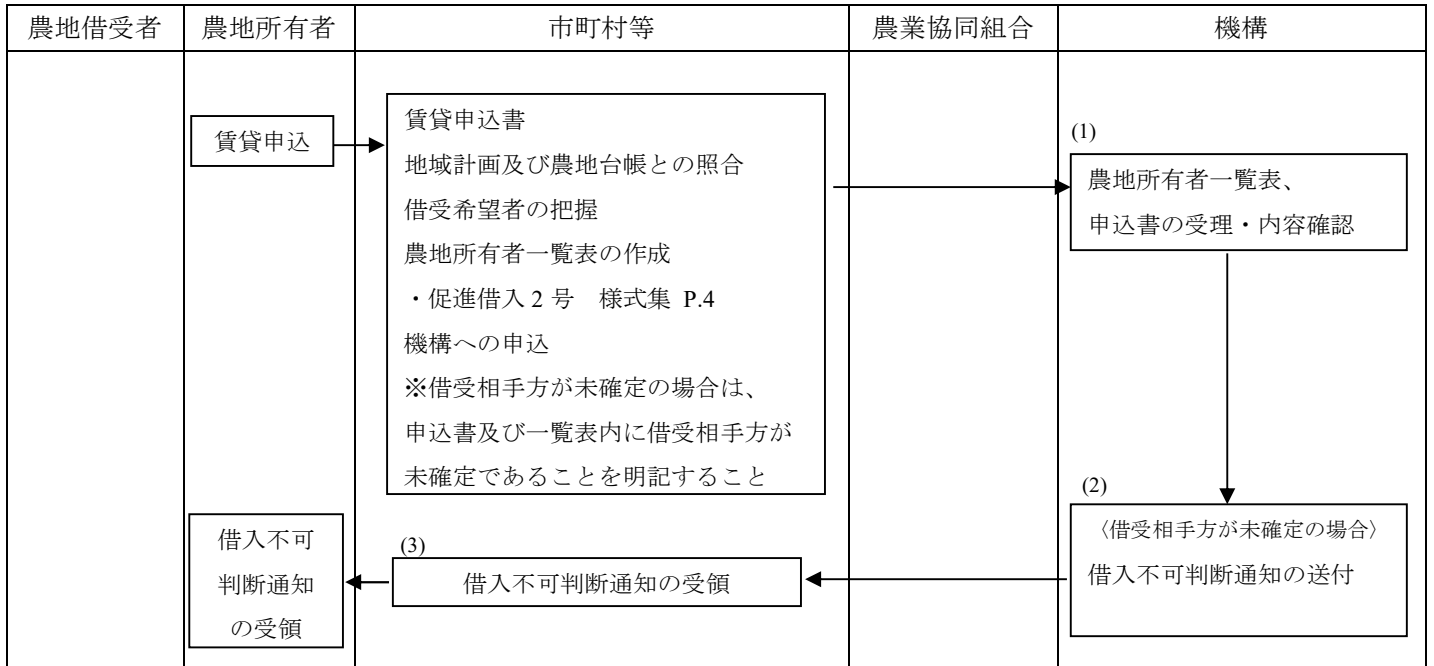 農地借受者 農地所有者 市町村等 農業協同組合 機構
賃貸申込
賃貸申込書
地域計画及び農地台帳との照合
借受希望者の把握
農地所有者一覧表の作成
・促進借入2号　様式集 P.4
機構への申込
※借受相手方が未確定の場合は、
申込書及び一覧表内に借受相手方が
未確定であることを明記すること
(1)
農地所有者一覧表、
申込書の受理・内容確認
(2)
〈借受相手方が未確定の場合〉
借入不可判断通知の送付
(3)
借入不可判断通知の受領
借入不可
判断通知
の受領